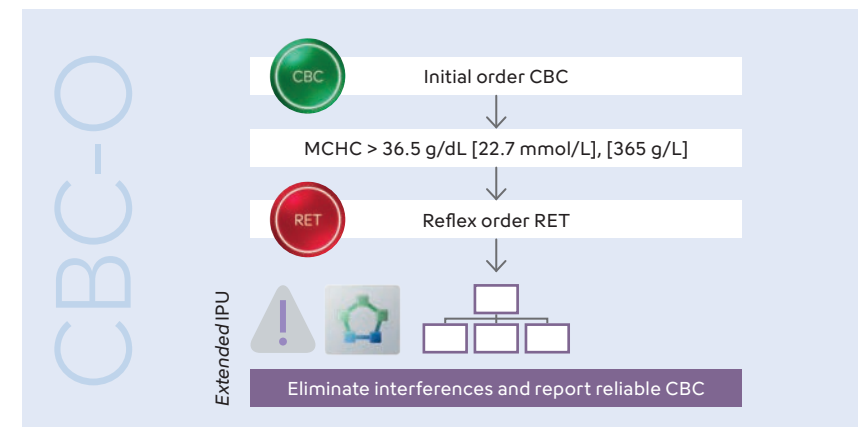 CBC-O
CBC
Initial order CBC
MCHC > 36.5 g/dL [22.7 mmol/L], [365 g/L]
RET
Reflex order RET
Extended IPU
Eliminate interferences and report reliable CBC